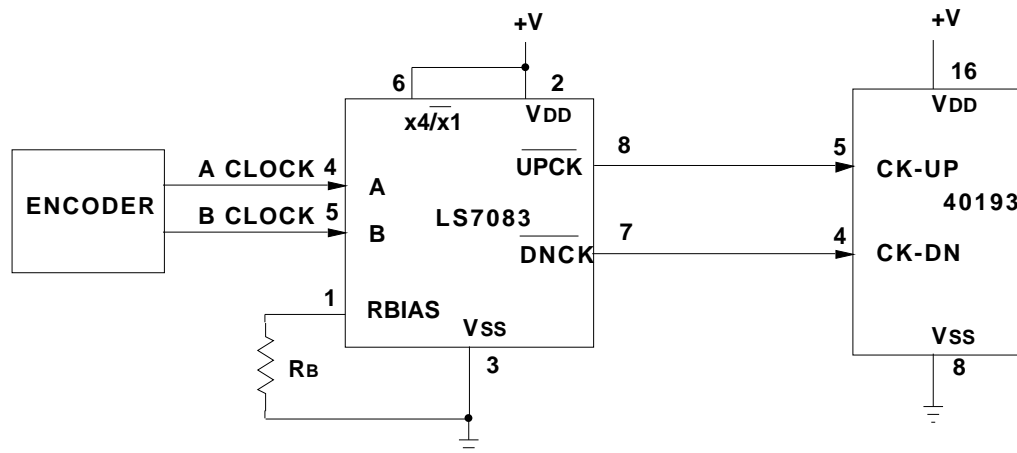 +V
+V
6
2
16
x4/x1
VDD
VDD
A CLOCK 4
A
UPCK
8
5
CK-UP
ENCODER
B CLOCK 5
B
LS7083
40193
DNCK
7
4
CK-DN
1
RBIAS
VSS
VSS
RB
3
8